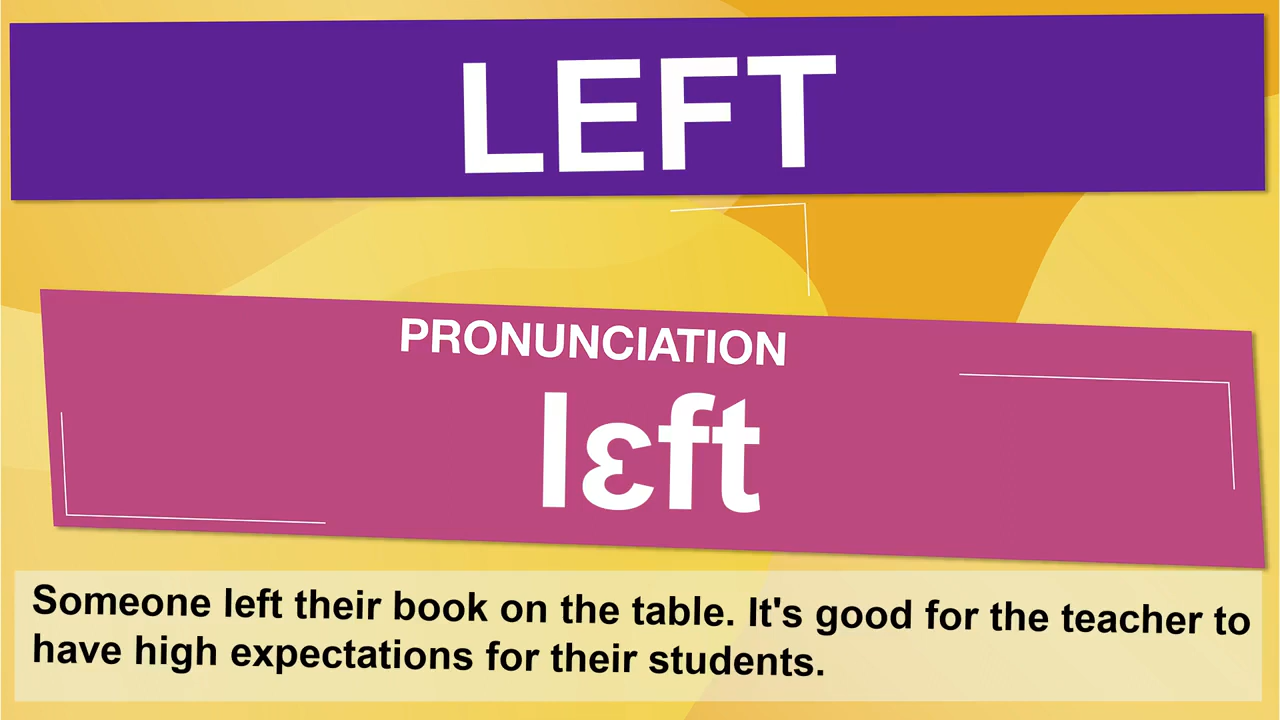 LEFT
PRONUNCIATION
lɛft
Someone left their book on the table. It's good for the teacher to
have high expectations for their students.